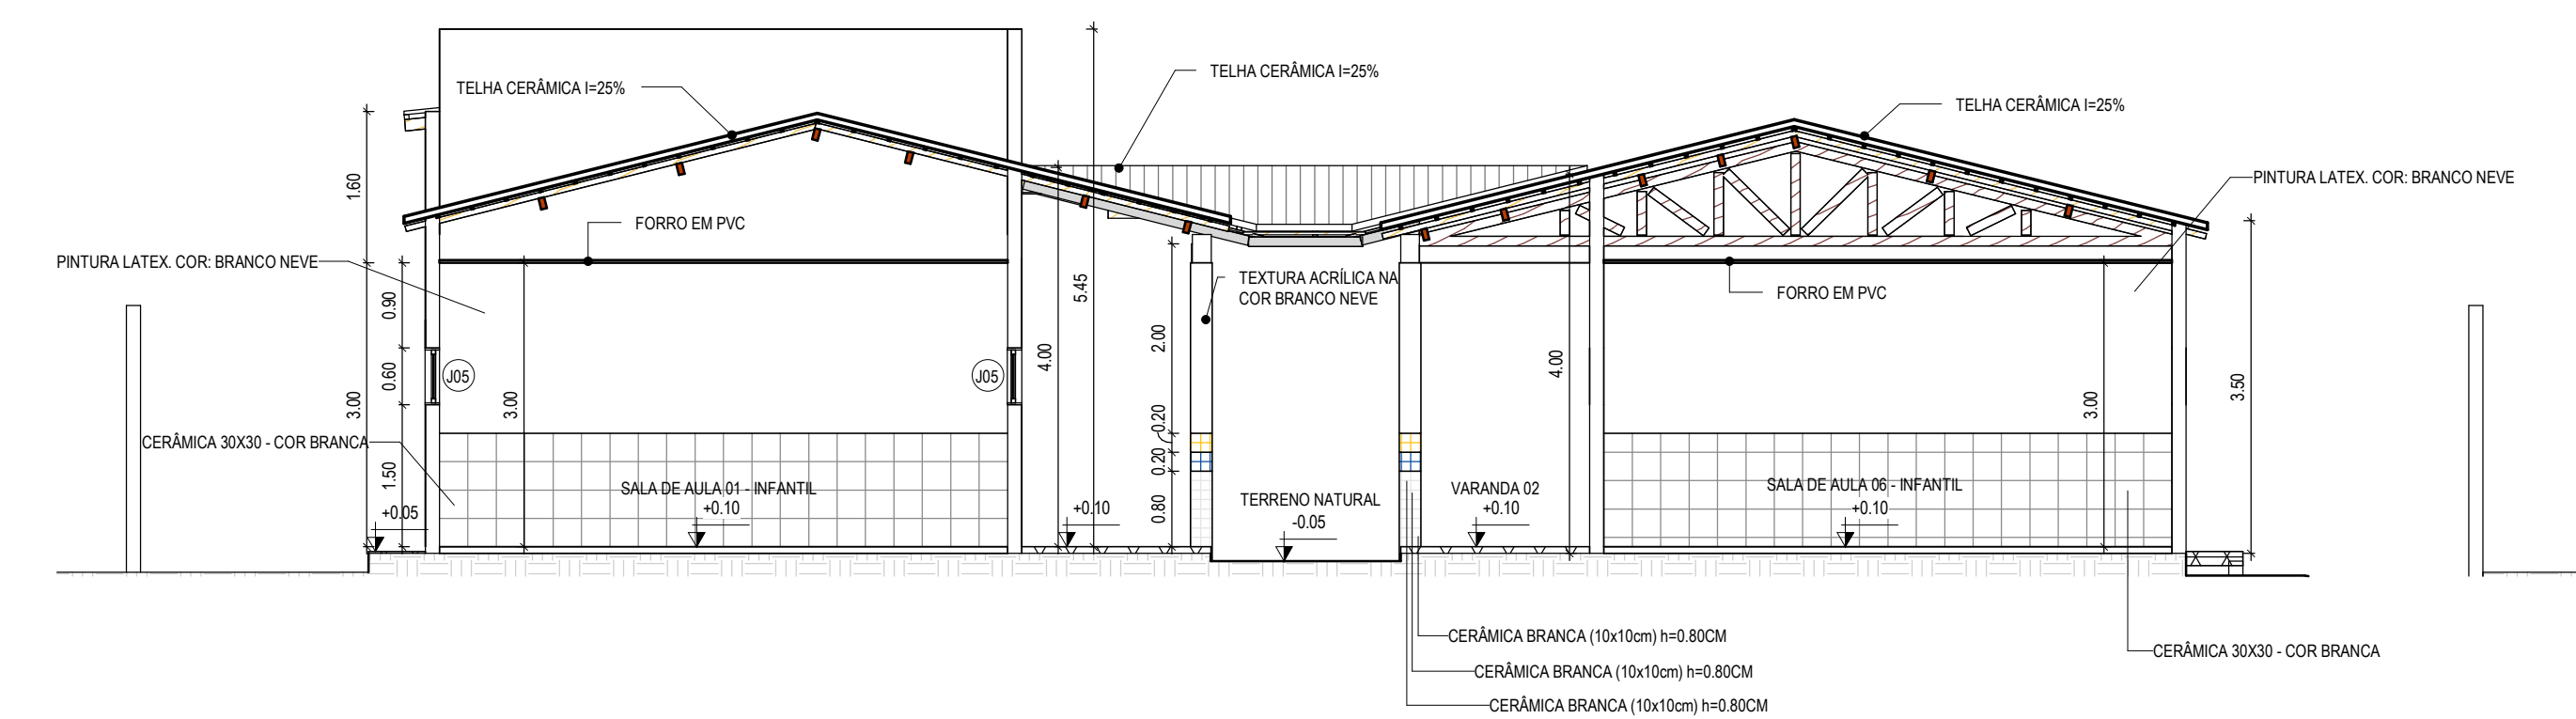 TELHA CERÂMICA I=25%
TELHA CERÂMICA I=25%
TELHA CERÂMICA I=25%
PINTURA LATEX. COR: BRANCO NEVE
1.60
FORRO EM PVC
PINTURA LATEX. COR: BRANCO NEVE
TEXTURA ACRÍLICA NA
COR BRANCO NEVE
FORRO EM PVC
0.90
5.45
2.00
4.00
4.00
0.60
J05
J05
3.00
3.00
3.00
3.50
0.20
CERÂMICA 30X30 - COR BRANCA
0.20
1.50
0.80
SALA DE AULA 01 - INFANTIL
+0.10
+0.05
+0.10
TERRENO NATURAL
-0.05
VARANDA 02
+0.10
SALA DE AULA 06 - INFANTIL
+0.10
CERÂMICA BRANCA (10x10cm) h=0.80CM
CERÂMICA 30X30 - COR BRANCA
CERÂMICA BRANCA (10x10cm) h=0.80CM
CERÂMICA BRANCA (10x10cm) h=0.80CM